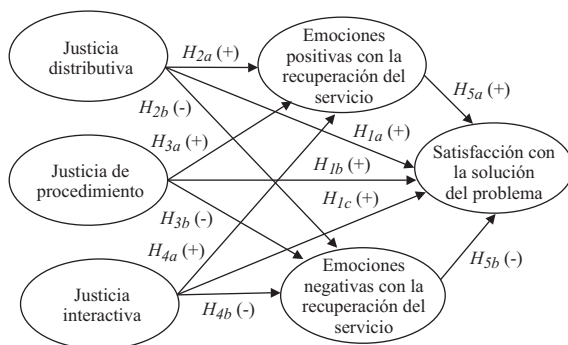 Justicia
distributiva
H2a (+)
Emociones
positivas con la
recuperación del
servicio
H5a (+)
H2b (-)
H1a (+)
H3a (+)
Justicia de
procedimiento
H1b (+)
Satisfacción con
la solución
del problema
H1c (+)
H3b (-)
H4a (+)
Justicia
interactiva
H4b (-)
Emociones
negativas con la
recuperación del
servicio
H5b (-)